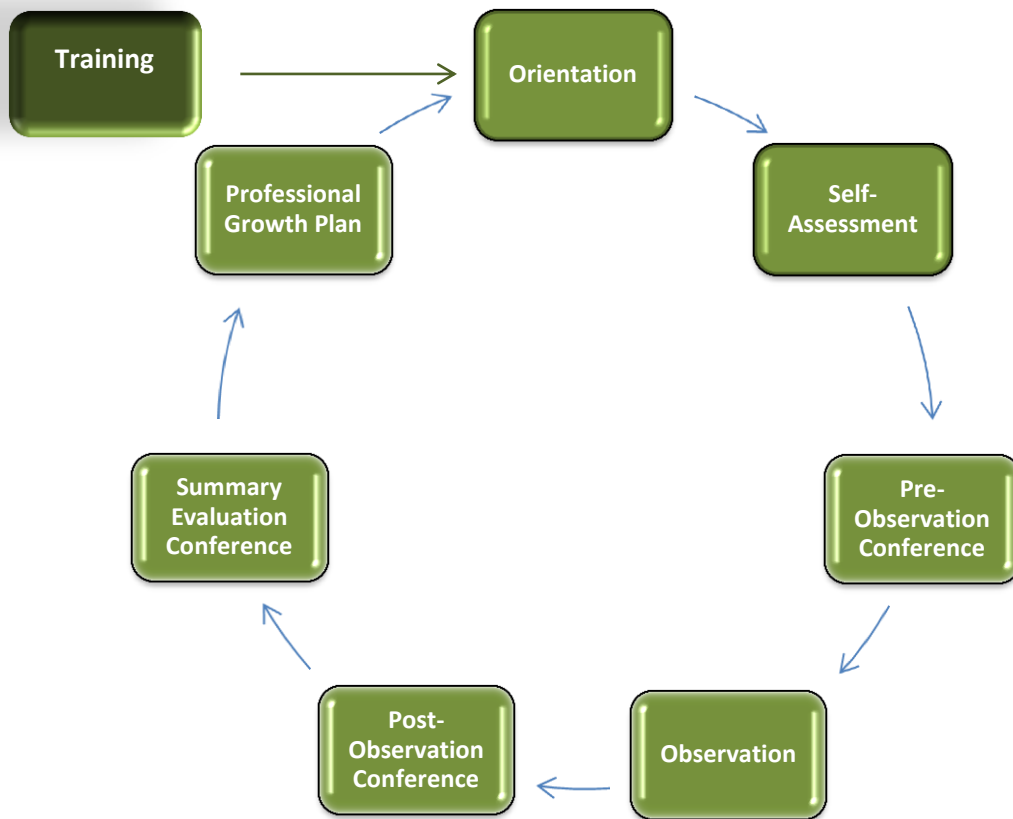 Training
Orientation
Self-
Assessment
Pre-
Observation
Conference
Observation
Post-
Observation
Conference
Summary
Evaluation
Conference
Professional
Growth Plan